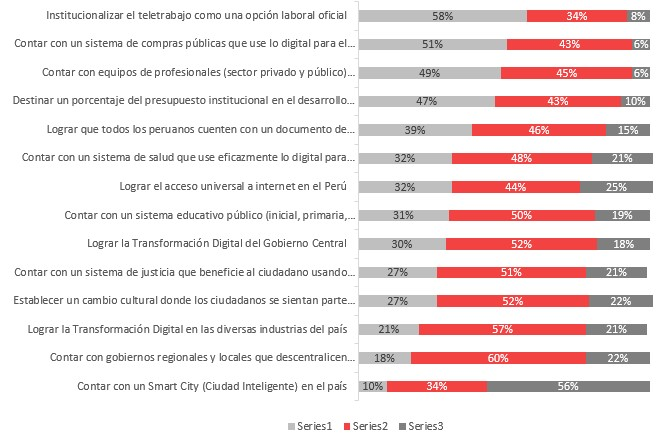 Institucionalizar el teletrabajo como una opción laboral oficial 58% 34% 8%
Contar con un sistema de compras públicas que use lo digital para el... 51% 43% 6%
Contar con equipos de profesionales (sector privado y público)... 49% 45% 6%
Destinar un porcentaje del presupuesto institucional en el desarrollo... 47% 43% 10%
Lograr que todos los peruanos cuenten con un documento de... 39% 46% 15%
Contar con un sistema de salud que use eficazmente lo digital para... 32% 48% 21%
Lograr el acceso universal a internet en el Perú 32% 44% 25%
Contar con un sistema educativo público (inicial, primaria,... 31% 50% 19%
Lograr la Transformación Digital del Gobierno Central 30% 52% 18%
Contar con un sistema de justicia que beneficie al ciudadano usando... 27% 51% 21%
Establecer un cambio cultural donde los ciudadanos se sientan parte... 27% 52% 22%
Lograr la Transformación Digital en las diversas industrias del país 21% 57% 21%
Contar con gobiernos regionales y locales que descentralicen... 18% 60% 22%
Contar con un Smart City (Ciudad Inteligente) en el país 10% 34% 56%
Series1 Series2 Series3